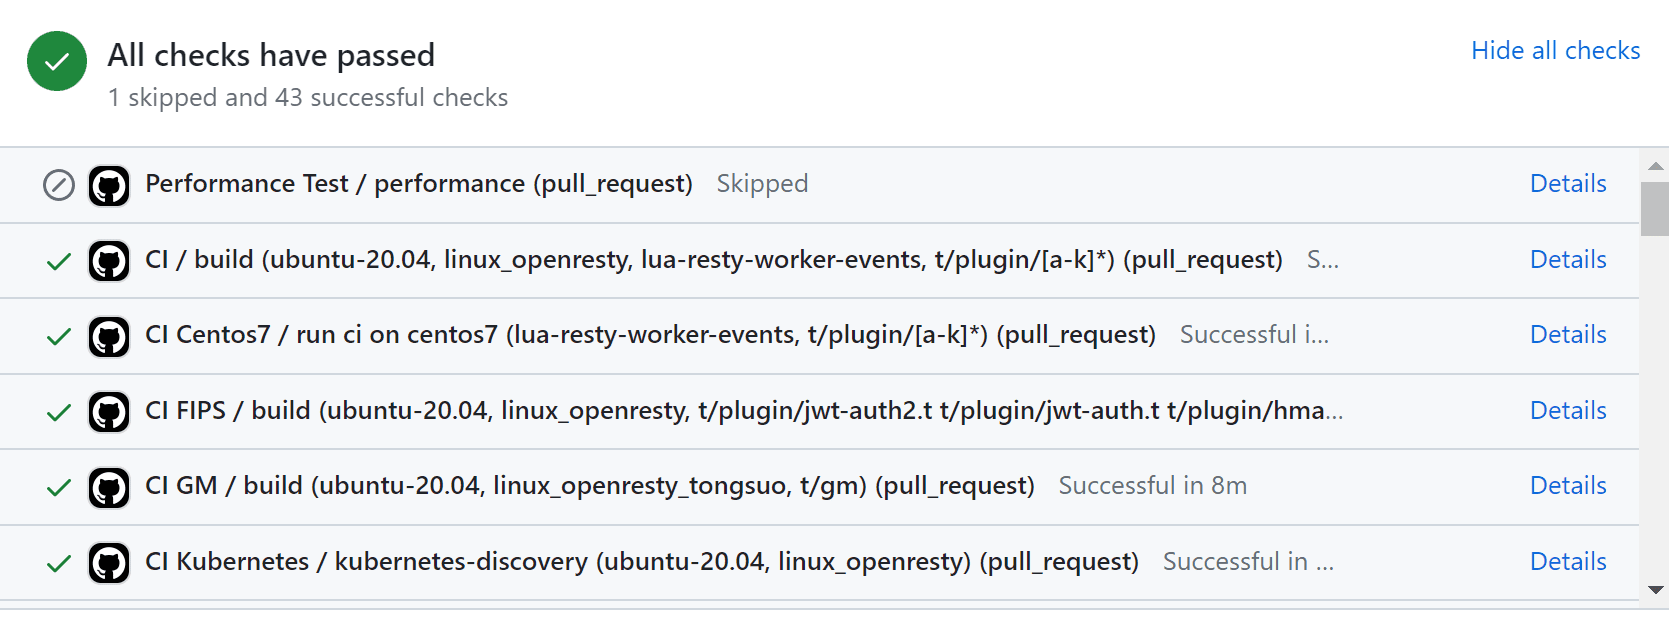 All checks have passed
Hide all checks
1 skipped and 43 successful checks
Performance Test / performance (pull_request) Skipped Details
CI / build (ubuntu-20.04, linux_openresty, lua-resty-worker-events, t/plugin/[a-k]*) (pull_request) S... Details
CI Centos7 / run ci on centos7 (lua-resty-worker-events, t/plugin/[a-k]*) (pull_request) Successful i... Details
CI FIPS / build (ubuntu-20.04, linux_openresty, t/plugin/jwt-auth2.t t/plugin/jwt-auth.t t/plugin/hma... Details
CI GM / build (ubuntu-20.04, linux_openresty_tongsuo, t/gm) (pull_request) Successful in 8m Details
CI Kubernetes / kubernetes-discovery (ubuntu-20.04, linux_openresty) (pull_request) Successful in ... Details